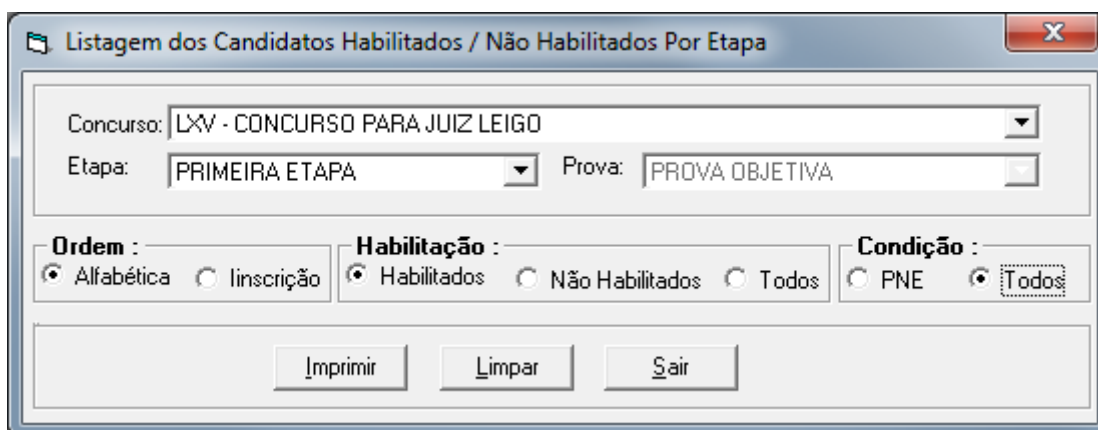 Listagem dos Candidatos Habilitados / Não Habilitados Por Etapa
Concurso: LXV - CONCURSO PARA JUIZ LEIGO
Etapa: PRIMEIRA ETAPA Prova: PROVA OBJETIVA
Ordem : Habilitação : Condição :
Alfabética Iinscrição Habilitados Não Habilitados Todos PNE Todos
Imprimir Limpar Sair